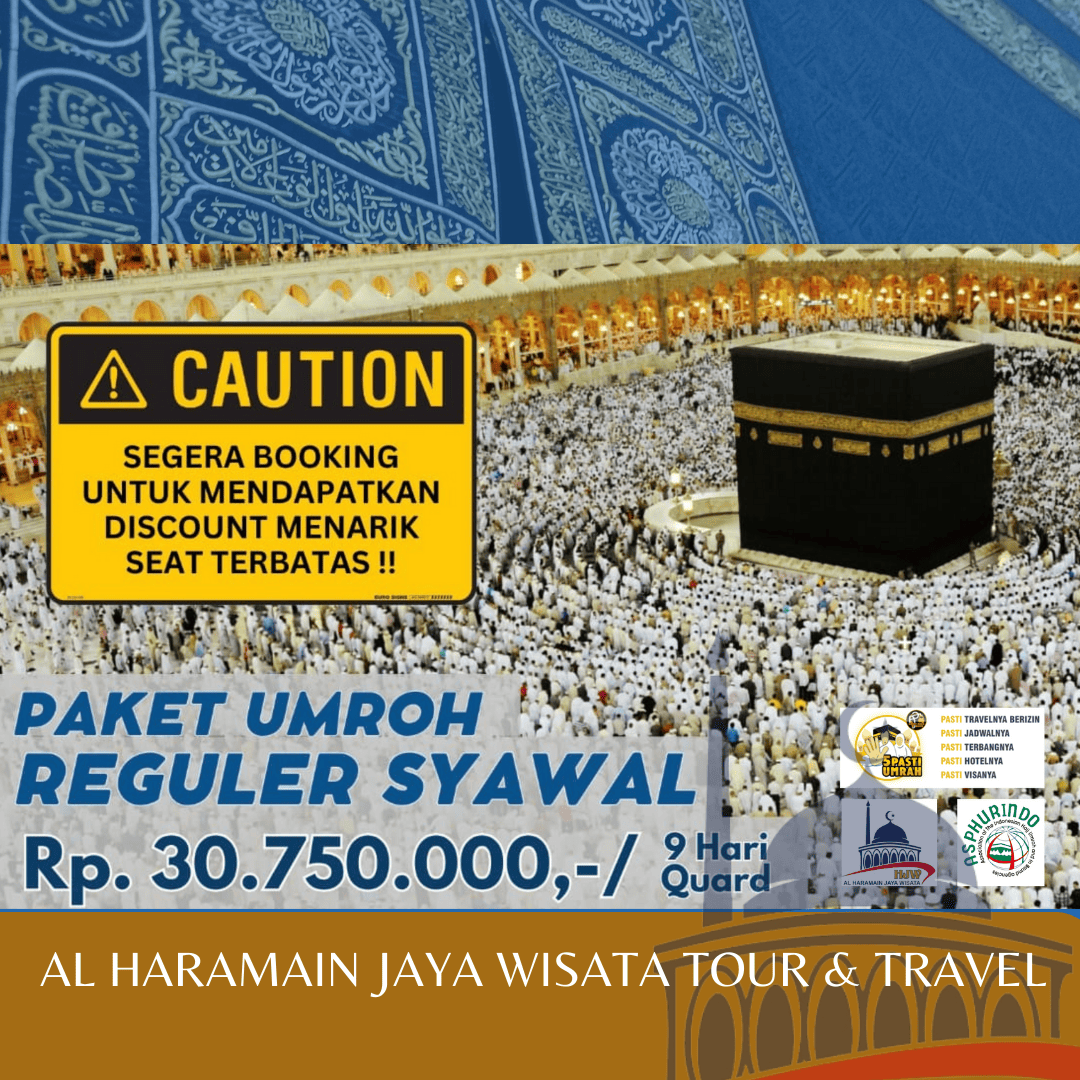 CAUTION
SEGERA BOOKING
UNTUK MENDAPATKAN
DISCOUNT MENARIK
SEAT TERBATAS !!
PAKET UMROH
REGULER SYAWAL
Rp. 30.750.000,-/ 9 Hari
Quard
5 PASTI
UMRAH
PASTI TRAVELNYA BERIZIN
PASTI JADWALNYA
PASTI TERBANGNYA
PASTI HOTELNYA
PASTI VISANYA
HJW
AL HARAMAIN JAYA WISATA
ASPHURINDO
AL HARAMAIN JAYA WISATA TOUR & TRAVEL